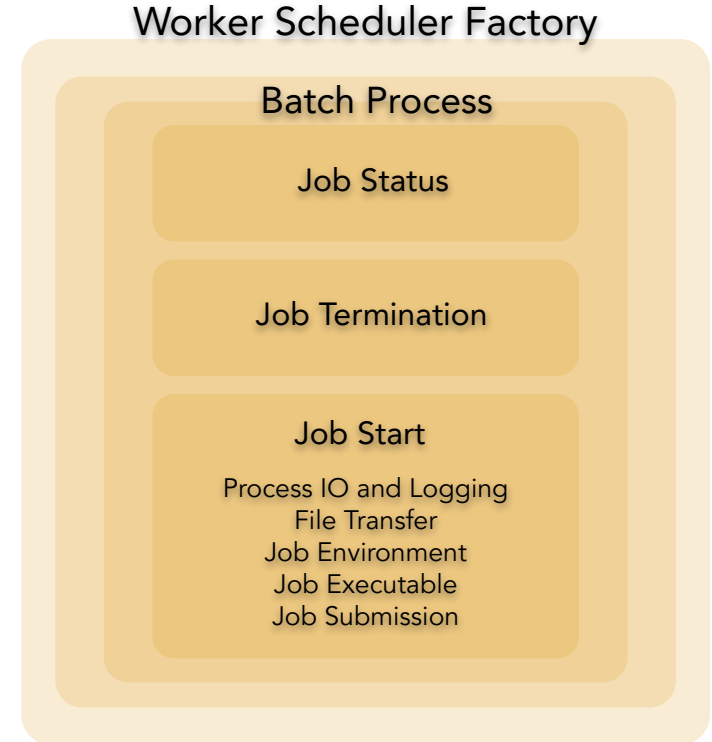 Worker Scheduler Factory
Batch Process
Job Status
Job Termination
Job Start
Process IO and Logging
File Transfer
Job Environment
Job Executable
Job Submission